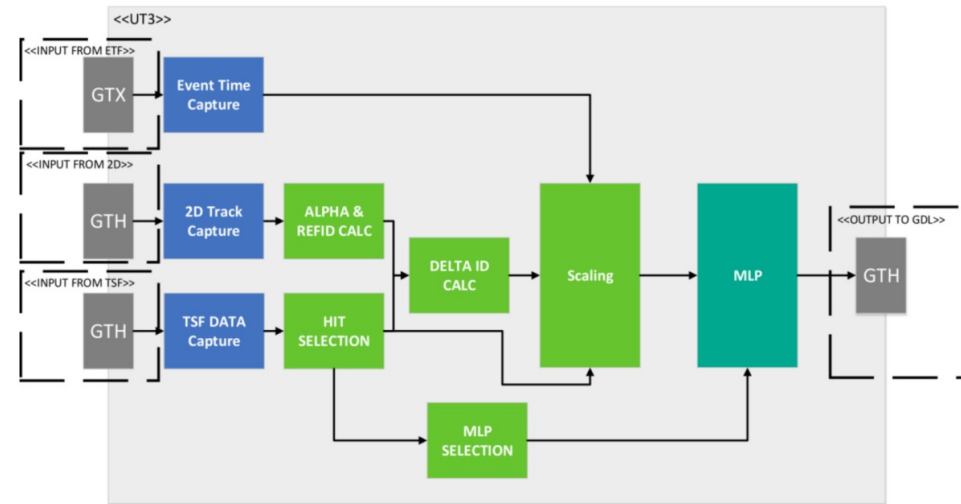 <<UT3>>
<<INPUT FROM ETF>>
GTX
Event Time
Capture
<<INPUT FROM 2D>>
GTH
2D Track
Capture
ALPHA &
REFID CALC
<<INPUT FROM TSF>>
GTH
TSF DATA
Capture
HIT
SELECTION
DELTA ID
CALC
MLP
SELECTION
Scaling
MLP
<<OUTPUT TO GDL>>
GTH